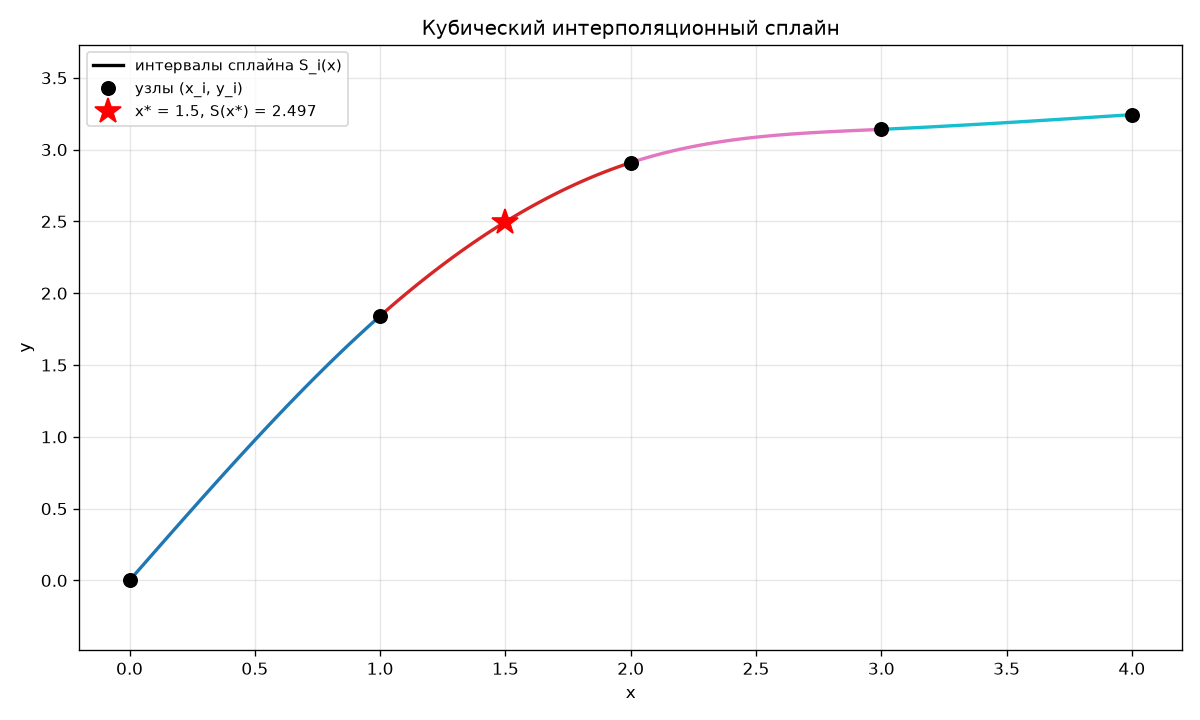 Кубический интерполяционный сплайн
интервалы сплайна S_i(x)
узлы (x_i, y_i)
x* = 1.5, S(x*) = 2.497
3.5
3.0
2.5
2.0
1.5
1.0
0.5
0.0
y
0.0 0.5 1.0 1.5 2.0 2.5 3.0 3.5 4.0
x